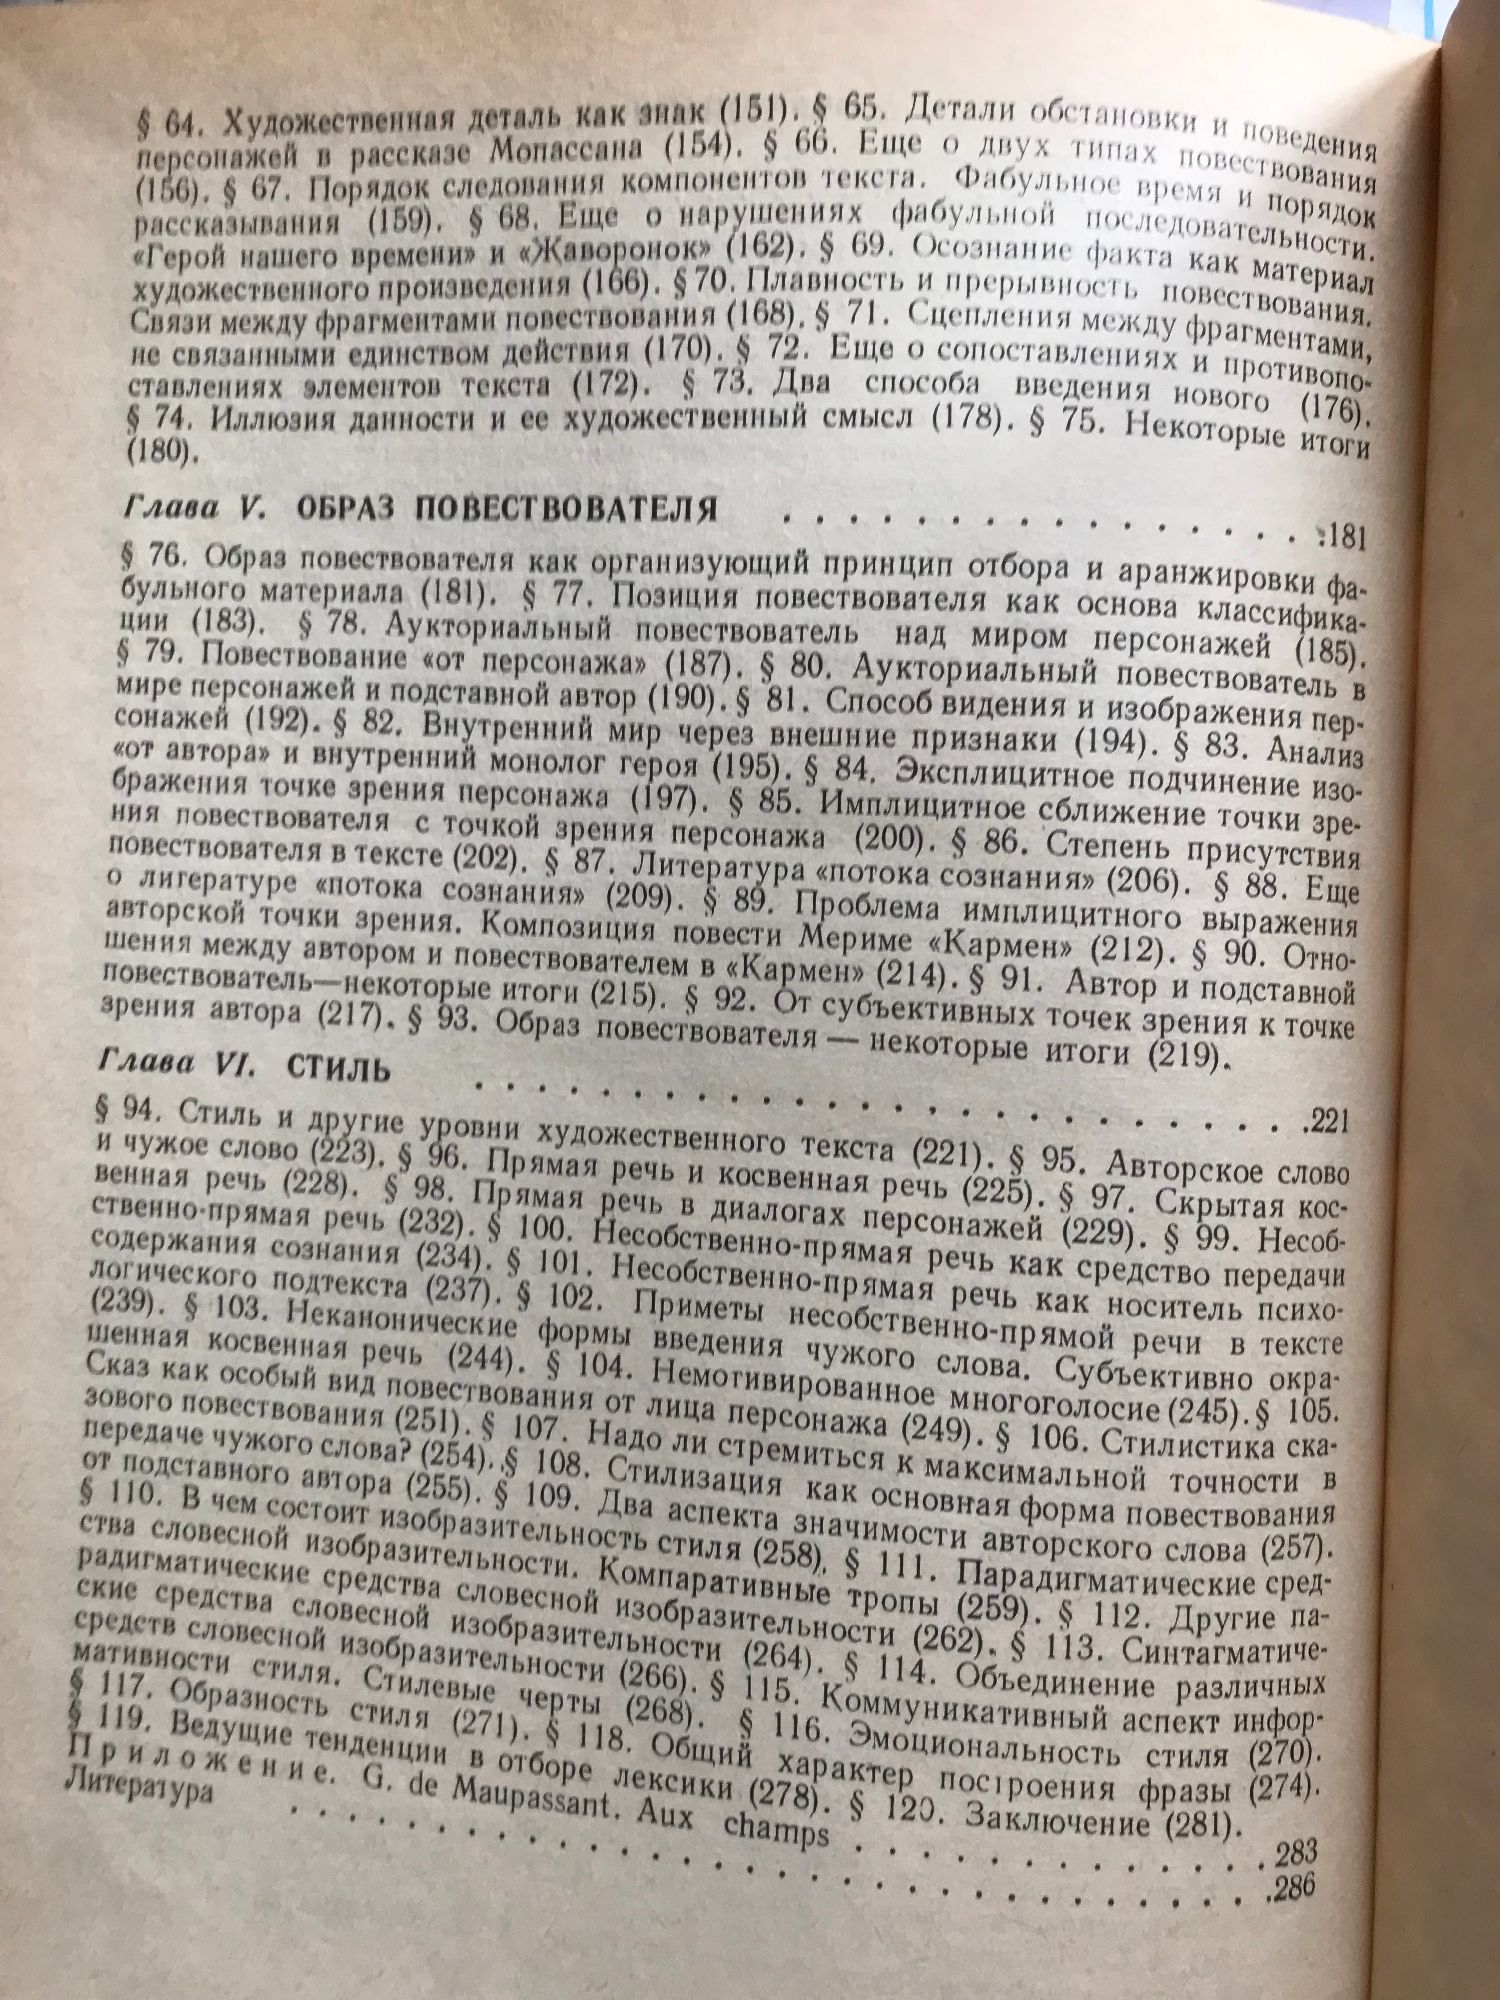 § 64. Художественная деталь как знак (151). § 65. Детали обстановки и поведения
персонажей в рассказе Мопассана (154). § 66. Еще о двух типах повествования
(156). § 67. Порядок следования компонентов текста. Фабульное время и порядок
рассказывания (159). § 68. Еще о нарушениях фабульной последовательности.
«Герой нашего времени» и «Жаворонок» (162). § 69. Осознание факта как материал
художественного произведения (166). § 70. Плавность и прерывность повествования.
Связи между фрагментами повествования (168). § 71. Сцепления между фрагментами,
не связанными единством действия (170). § 72. Еще о сопоставлениях и противопо-
ставлениях элементов текста (172). § 73. Два способа введения нового (176).
§ 74. Иллюзия данности и ее художественный смысл (178). § 75. Некоторые итоги
(180).
Глава V. ОБРАЗ ПОВЕСТВОВАТЕЛЯ . . . . . . . . . . . . . . . . 181
§ 76. Образ повествователя как организующий принцип отбора и аранжировки фа-
бульного материала (181). § 77. Позиция повествователя как основа классифика-
ции (183). § 78. Аукториальный повествователь над миром персонажей (185).
§ 79. Повествование «от персонажа» (187). § 80. Аукториальный повествователь в
мире персонажей и подставной автор (190). § 81. Способ видения и изображения пер-
сонажей (192). § 82. Внутренний мир через внешние признаки (194). § 83. Анализ
«от автора» и внутренний монолог героя (195). § 84. Эксплицитное подчинение изо-
бражения точке зрения персонажа (197). § 85. Имплицитное сближение точки зре-
ния повествователя с точкой зрения персонажа (200). § 86. Степень присутствия
повествователя в тексте (202). § 87. Литература «потока сознания» (206). § 88. Еще
о литературе «потока сознания» (209). § 89. Проблема имплицитного выражения
авторской точки зрения. Композиция повести Мериме «Кармен» (212). § 90. Отно-
шения между автором и повествователем в «Кармен» (214). § 91. Автор и подставной
повествователь—некоторые итоги (215). § 92. От субъективных точек зрения к точке
зрения автора (217). § 93. Образ повествователя — некоторые итоги (219).
Глава VI. СТИЛЬ . . . . . . . . . . . . . . . . . . . . . . . . . 221
§ 94. Стиль и другие уровни художественного текста (221). § 95. Авторское слово
и чужое слово (223). § 96. Прямая речь и косвенная речь (225). § 97. Скрытая кос-
венная речь (228). § 98. Прямая речь в диалогах персонажей (229). § 99. Несоб-
ственно-прямая речь (232). § 100. Несобственно-прямая речь как средство передачи
содержания сознания (234). § 101. Несобственно-прямая речь как носитель психо-
логического подтекста (237). § 102. Приметы несобственно-прямой речи в тексте
(239). § 103. Неканонические формы введения чужого слова. Субъективно окра-
шенная косвенная речь (244). § 104. Немотивированное многоголосие (245). § 105.
Сказ как особый вид повествования от лица персонажа (249). § 106. Стилистика ска-
зового повествования (251). § 107. Надо ли стремиться к максимальной точности в
передаче чужого слова? (254). § 108. Стилизация как основная форма повествования
от подставного автора (255). § 109. Два аспекта значимости авторского слова (257).
§ 110. В чем состоит изобразительность стиля (258). § 111. Парадигматические сред-
ства словесной изобразительности. Компаративные тропы (259). § 112. Другие па-
радигматические средства словесной изобразительности (262). § 113. Синтагматиче-
ские средства словесной изобразительности (264). § 114. Объединение различных
средств словесной изобразительности (266). § 115. Коммуникативный аспект инфор-
мативности стиля. Стилевые черты (268). § 116. Эмоциональность стиля (270).
§ 117. Образность стиля (271). § 118. Общий характер построения фразы (274).
§ 119. Ведущие тенденции в отборе лексики (278). § 120. Заключение (281).
Приложение. G. de Maupassant. Aux champs . . . . . . . . . . . . . . 283
Литература . . . . . . . . . . . . . . . . . . . . . . . . . . . . . . . . 286